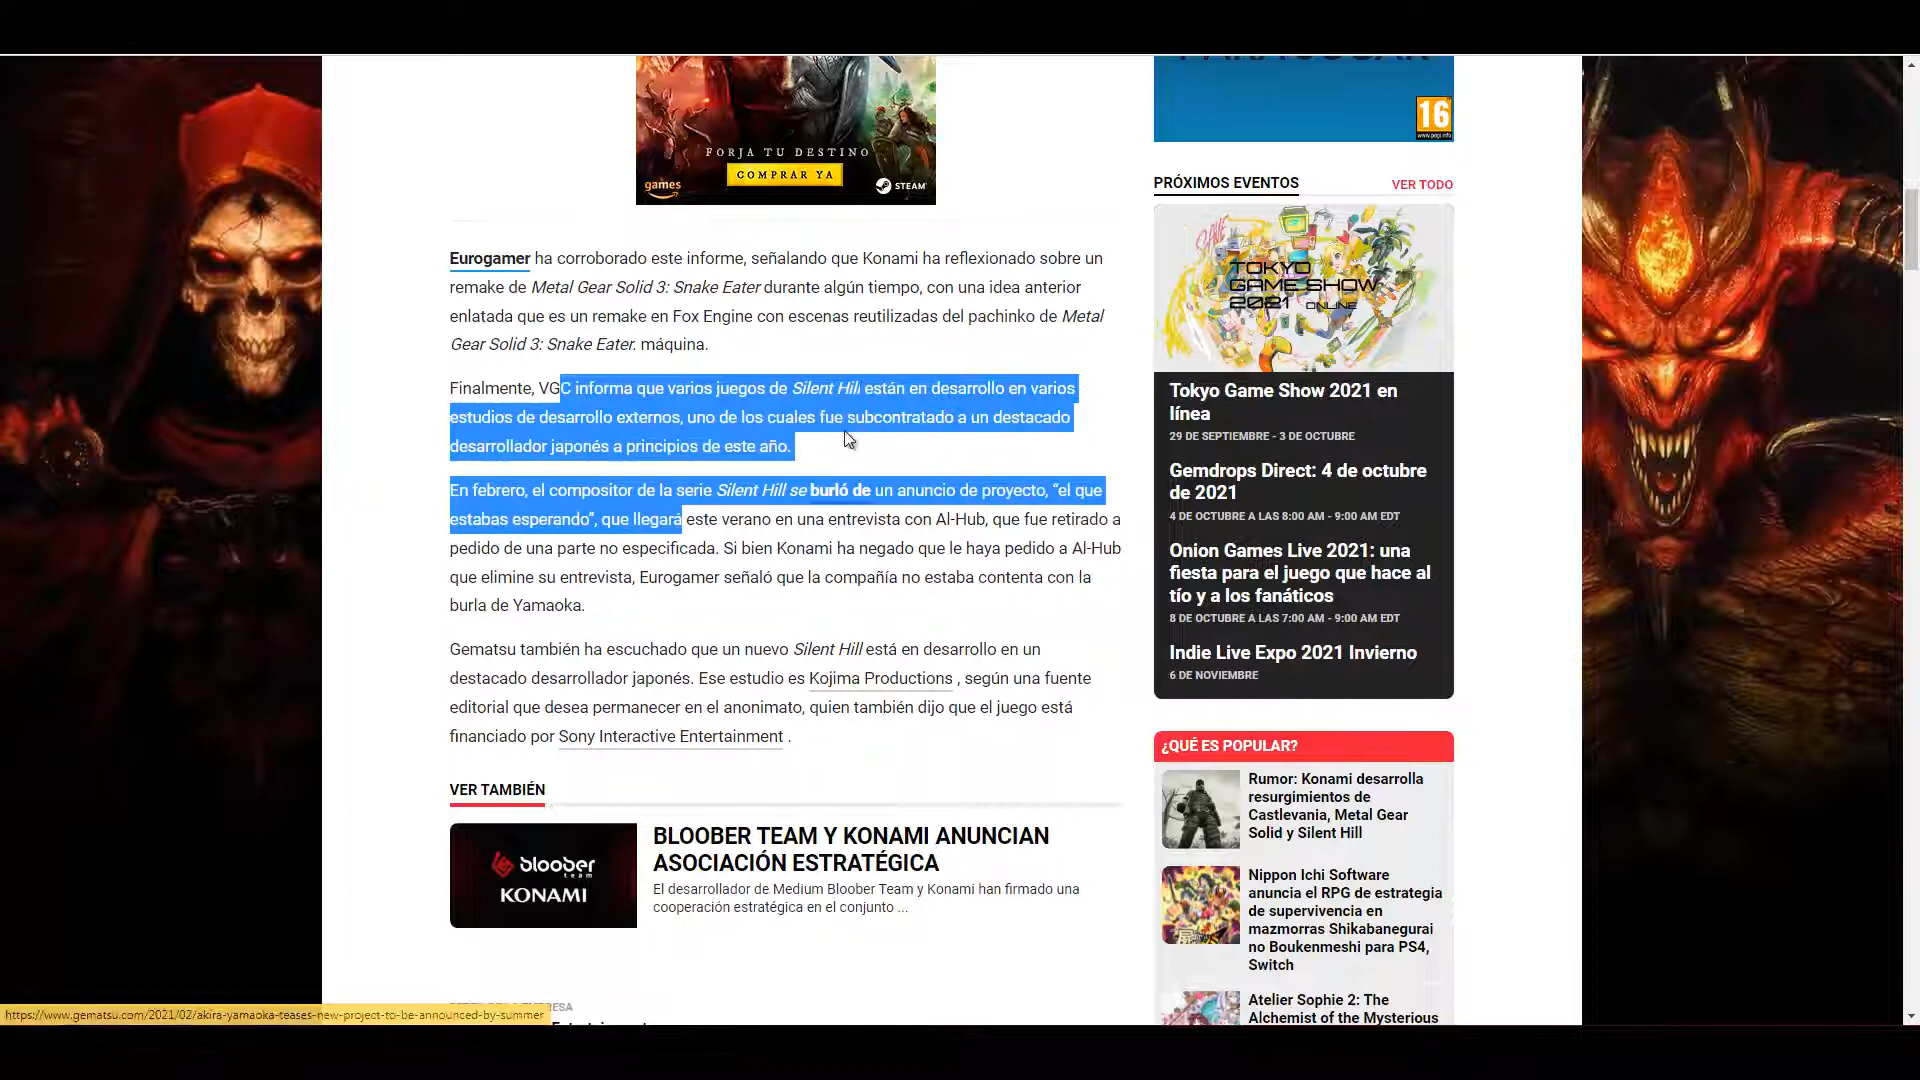 FORJA TU DESTINO
COMPRAR YA
games
STEAM
16
www.pegi.info
PRÓXIMOS EVENTOS
VER TODO
TOKYO
GAME SHOW
2021 ONLINE
Eurogamer ha corroborado este informe, señalando que Konami ha reflexionado sobre un
remake de Metal Gear Solid 3: Snake Eater durante algún tiempo, con una idea anterior
enlatada que es un remake en Fox Engine con escenas reutilizadas del pachinko de Metal
Gear Solid 3: Snake Eater. máquina.
Finalmente, VGC informa que varios juegos de Silent Hill están en desarrollo en varios
estudios de desarrollo externos, uno de los cuales fue subcontratado a un destacado
desarrollador japonés a principios de este año.
En febrero, el compositor de la serie Silent Hill se burló de un anuncio de proyecto, “el que
estabas esperando”, que llegará este verano en una entrevista con Al-Hub, que fue retirado a
pedido de una parte no especificada. Si bien Konami ha negado que le haya pedido a Al-Hub
que elimine su entrevista, Eurogamer señaló que la compañía no estaba contenta con la
burla de Yamaoka.
Gematsu también ha escuchado que un nuevo Silent Hill está en desarrollo en un
destacado desarrollador japonés. Ese estudio es Kojima Productions , según una fuente
editorial que desea permanecer en el anonimato, quien también dijo que el juego está
financiado por Sony Interactive Entertainment .
VER TAMBIÉN
bloober
team
KONAMI
BLOOBER TEAM Y KONAMI ANUNCIAN
ASOCIACIÓN ESTRATÉGICA
El desarrollador de Medium Bloober Team y Konami han firmado una
cooperación estratégica en el conjunto ...
Tokyo Game Show 2021 en
línea
29 DE SEPTIEMBRE - 3 DE OCTUBRE
Gemdrops Direct: 4 de octubre
de 2021
4 DE OCTUBRE A LAS 8:00 AM - 9:00 AM EDT
Onion Games Live 2021: una
fiesta para el juego que hace al
tío y a los fanáticos
8 DE OCTUBRE A LAS 7:00 AM - 9:00 AM EDT
Indie Live Expo 2021 Invierno
6 DE NOVIEMBRE
¿QUÉ ES POPULAR?
Rumor: Konami desarrolla
resurgimientos de
Castlevania, Metal Gear
Solid y Silent Hill
Nippon Ichi Software
anuncia el RPG de estrategia
de supervivencia en
mazmorras Shikabanegurai
no Boukenmeshi para PS4,
Switch
Atelier Sophie 2: The
Alchemist of the Mysterious
https://www.gematsu.com/2021/02/akira-yamaoka-teases-new-project-to-be-announced-by-summer